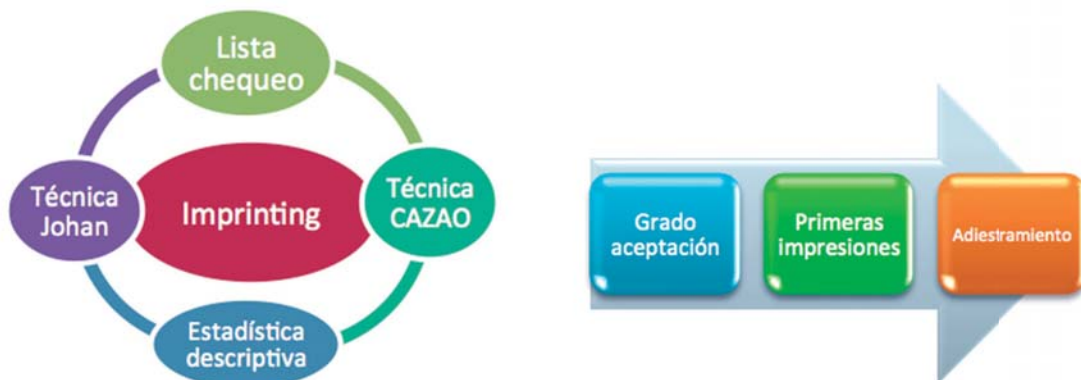 Lista
chequeo
Técnica
Johan
Imprinting
Técnica
CAZAO
Estadística
descriptiva
Grado
aceptación
Primeras
impresiones
Adiestramiento